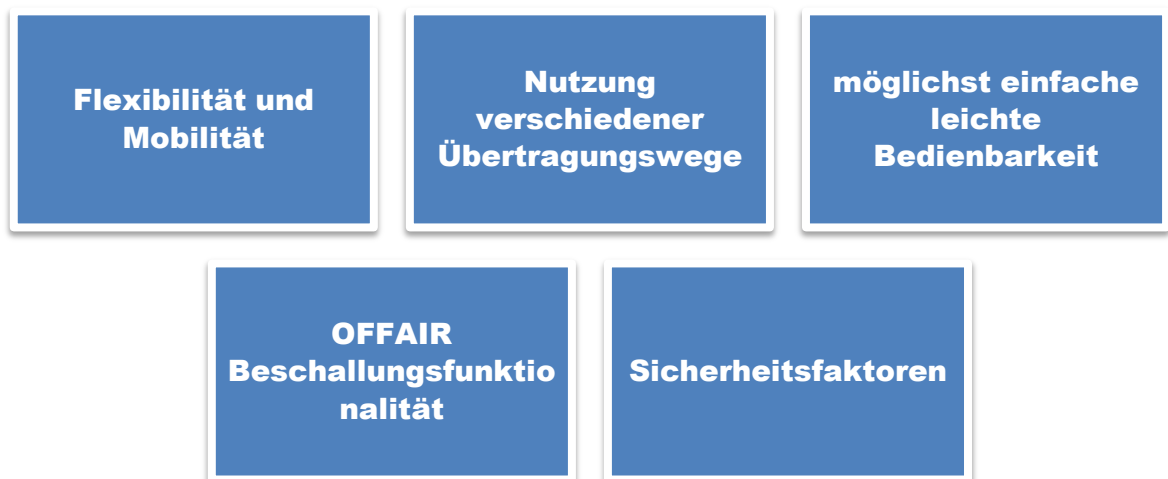 Flexibilität und
Mobilität
Nutzung
verschiedener
Übertragungswege
möglichst einfache
leichte
Bedienbarkeit
OFFAIR
Beschallungsfunktio
nalität
Sicherheitsfaktoren